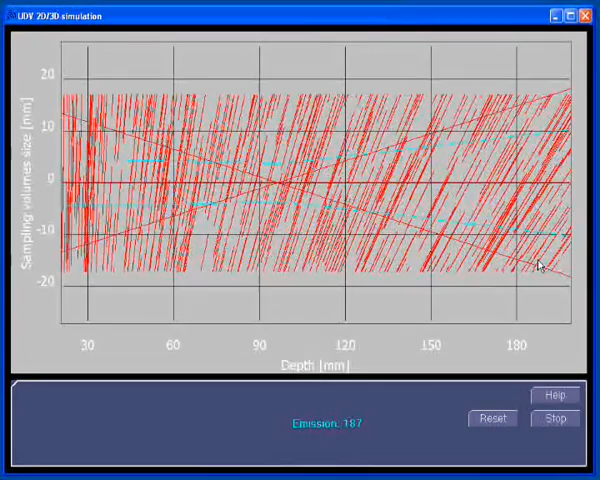 UDV 2D/3D simulation
Sampling volumes size [mm]
20
10
0
-10
-20
30 60 90 120 150 180
Depth [mm]
Help
Emission: 187
Reset Stop